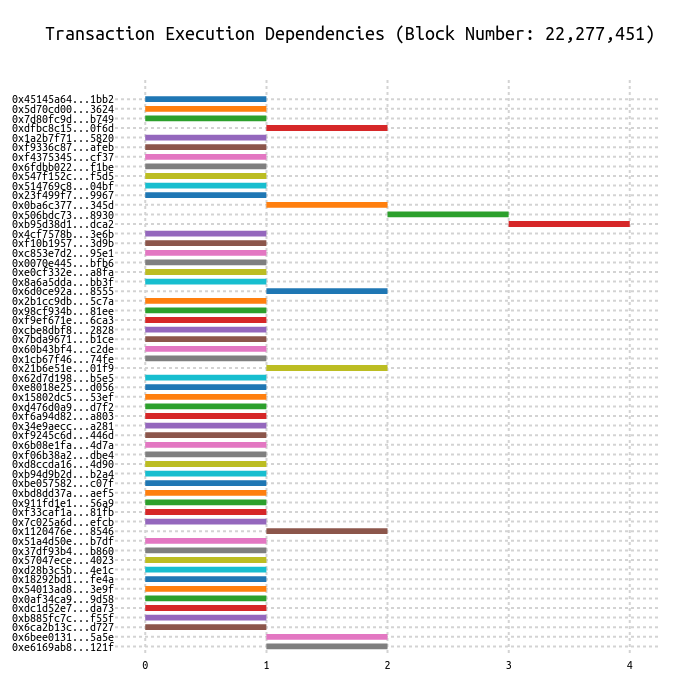 Transaction Execution Dependencies (Block Number: 22,277,451)
0x45145a64...1bb2
0x5d70cd00...3624
0x7d80fc9d...b749
0xdfbc8c15...0f6d
0x1a2b7f71...5820
0xf9336c87...afeb
0xf4375345...cf37
0x6fdbb022...f1be
0x547f152c...f5d5
0x514769c8...04bf
0x23f499f7...9967
0x0ba6c377...345d
0x506bdc73...8930
0xb95d38d1...dca2
0x4cf7578b...3e6b
0xf10b1957...3d9b
0xc853e7d2...95e1
0x0070e445...bfb6
0xe0cf332e...a8fa
0x8a6a5dda...bb3f
0x6d0ce92a...8555
0x2b1cc9db...5c7a
0x98cf934b...81ee
0xf9ef671e...6ca3
0xcbe8dbf8...2828
0x7bda9671...b1ce
0x60b43bf4...c2de
0x1cb67f46...74fe
0x21b6e51e...01f9
0x62d7d198...b5e5
0xe8018e25...d056
0x15802dc5...53ef
0xd476d0a9...d7f2
0xf6a94d82...a803
0x34e9aecc...a281
0xf9245c6d...446d
0x6b08e1fa...4d7a
0xf06b38a2...dbe4
0xd8ccda16...4d90
0xb94d9b2d...b2a4
0xbe057582...c07f
0xbd8dd37a...aef5
0x911fd1e1...56a9
0xf33caf1a...81fb
0x7c025a6d...efcb
0x1120476e...8546
0x51a4d50e...b7df
0x37df93b4...b860
0x57047ece...4023
0xd28b3c5b...4e1c
0x18292bd1...fe4a
0x54013ad8...3e9f
0x0af34ca9...9d58
0xdc1d52e7...da73
0xb885fc7c...f55f
0x6ca2b13c...d727
0x6bee0131...5a5e
0xe6169ab8...121f
0 1 2 3 4